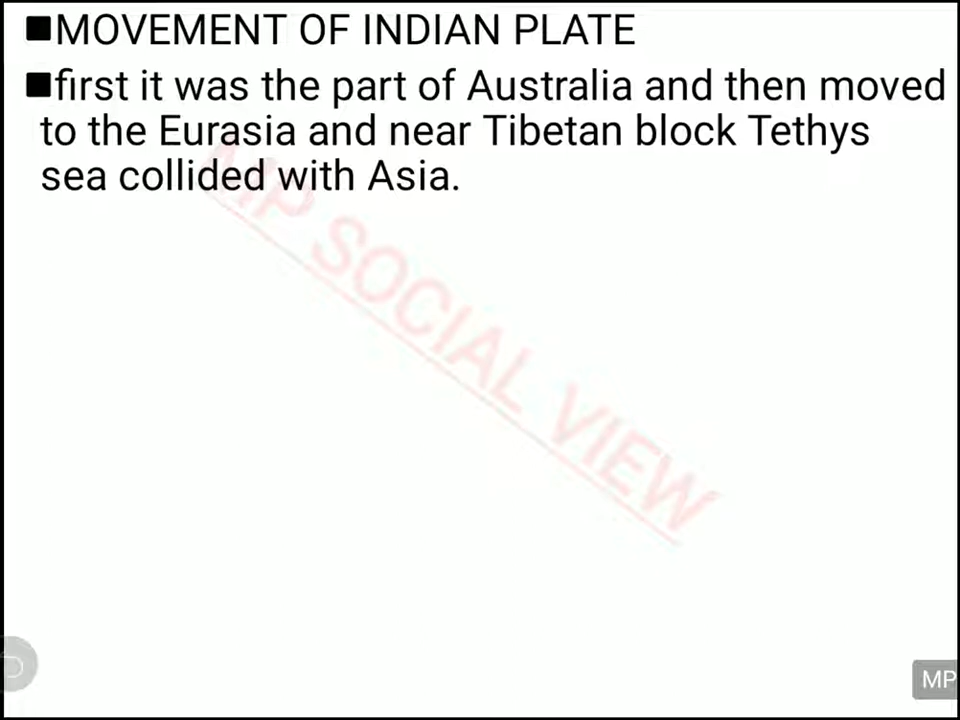 ■MOVEMENT OF INDIAN PLATE
■first it was the part of Australia and then moved
to the Eurasia and near Tibetan block Tethys
sea collided with Asia.
MP SOCIAL VIEW
MP